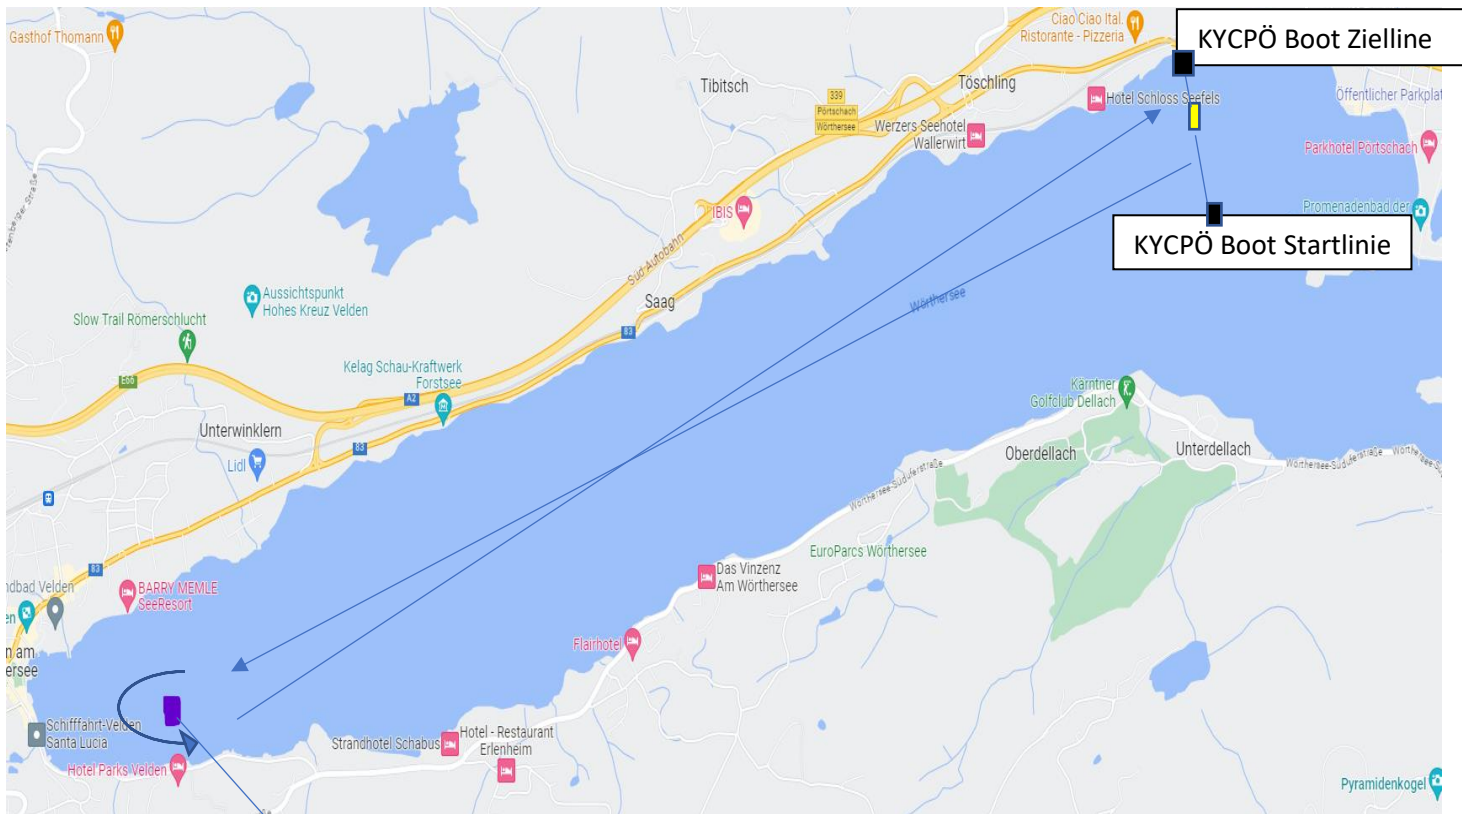 Gasthof Thomann
Ciao Ciao Ital.
Ristorante - Pizzeria
KYCPÖ Boot Zielline
Tibitsch
Töschling
339
Pörtschach
Wörthersee
Hotel Schloss Seefels
Öffentlicher Parkplat
Werzers Seehotel
Wallerwirt
Parkhotel Pörtschach
IBIS
Promenadenbad der
KYCPÖ Boot Startlinie
Süd Autobahn
Aussichtspunkt
Hohes Kreuz Velden
Saag
Wörthersee
Slow Trail Römerschlucht
83
Kelag Schau-Kraftwerk
Forstsee
E66
A2
Kärntner
Golfclub Dellach
Unterwinklern
83
Lidl
Oberdellach
Unterdellach
Wörthersee-Süduferstraße
Wörthersee-Süduferstraße
EuroParcs Wörthersee
83
Das Vinzenz
Am Wörthersee
ndbad Velden
BARRY MEMLE
SeeResort
en
Flairhotel
n am
ersee
Schifffahrt-Velden
Santa Lucia
Strandhotel Schabus
Hotel - Restaurant
Erlenheim
Hotel Parks Velden
Pyramidenkogel